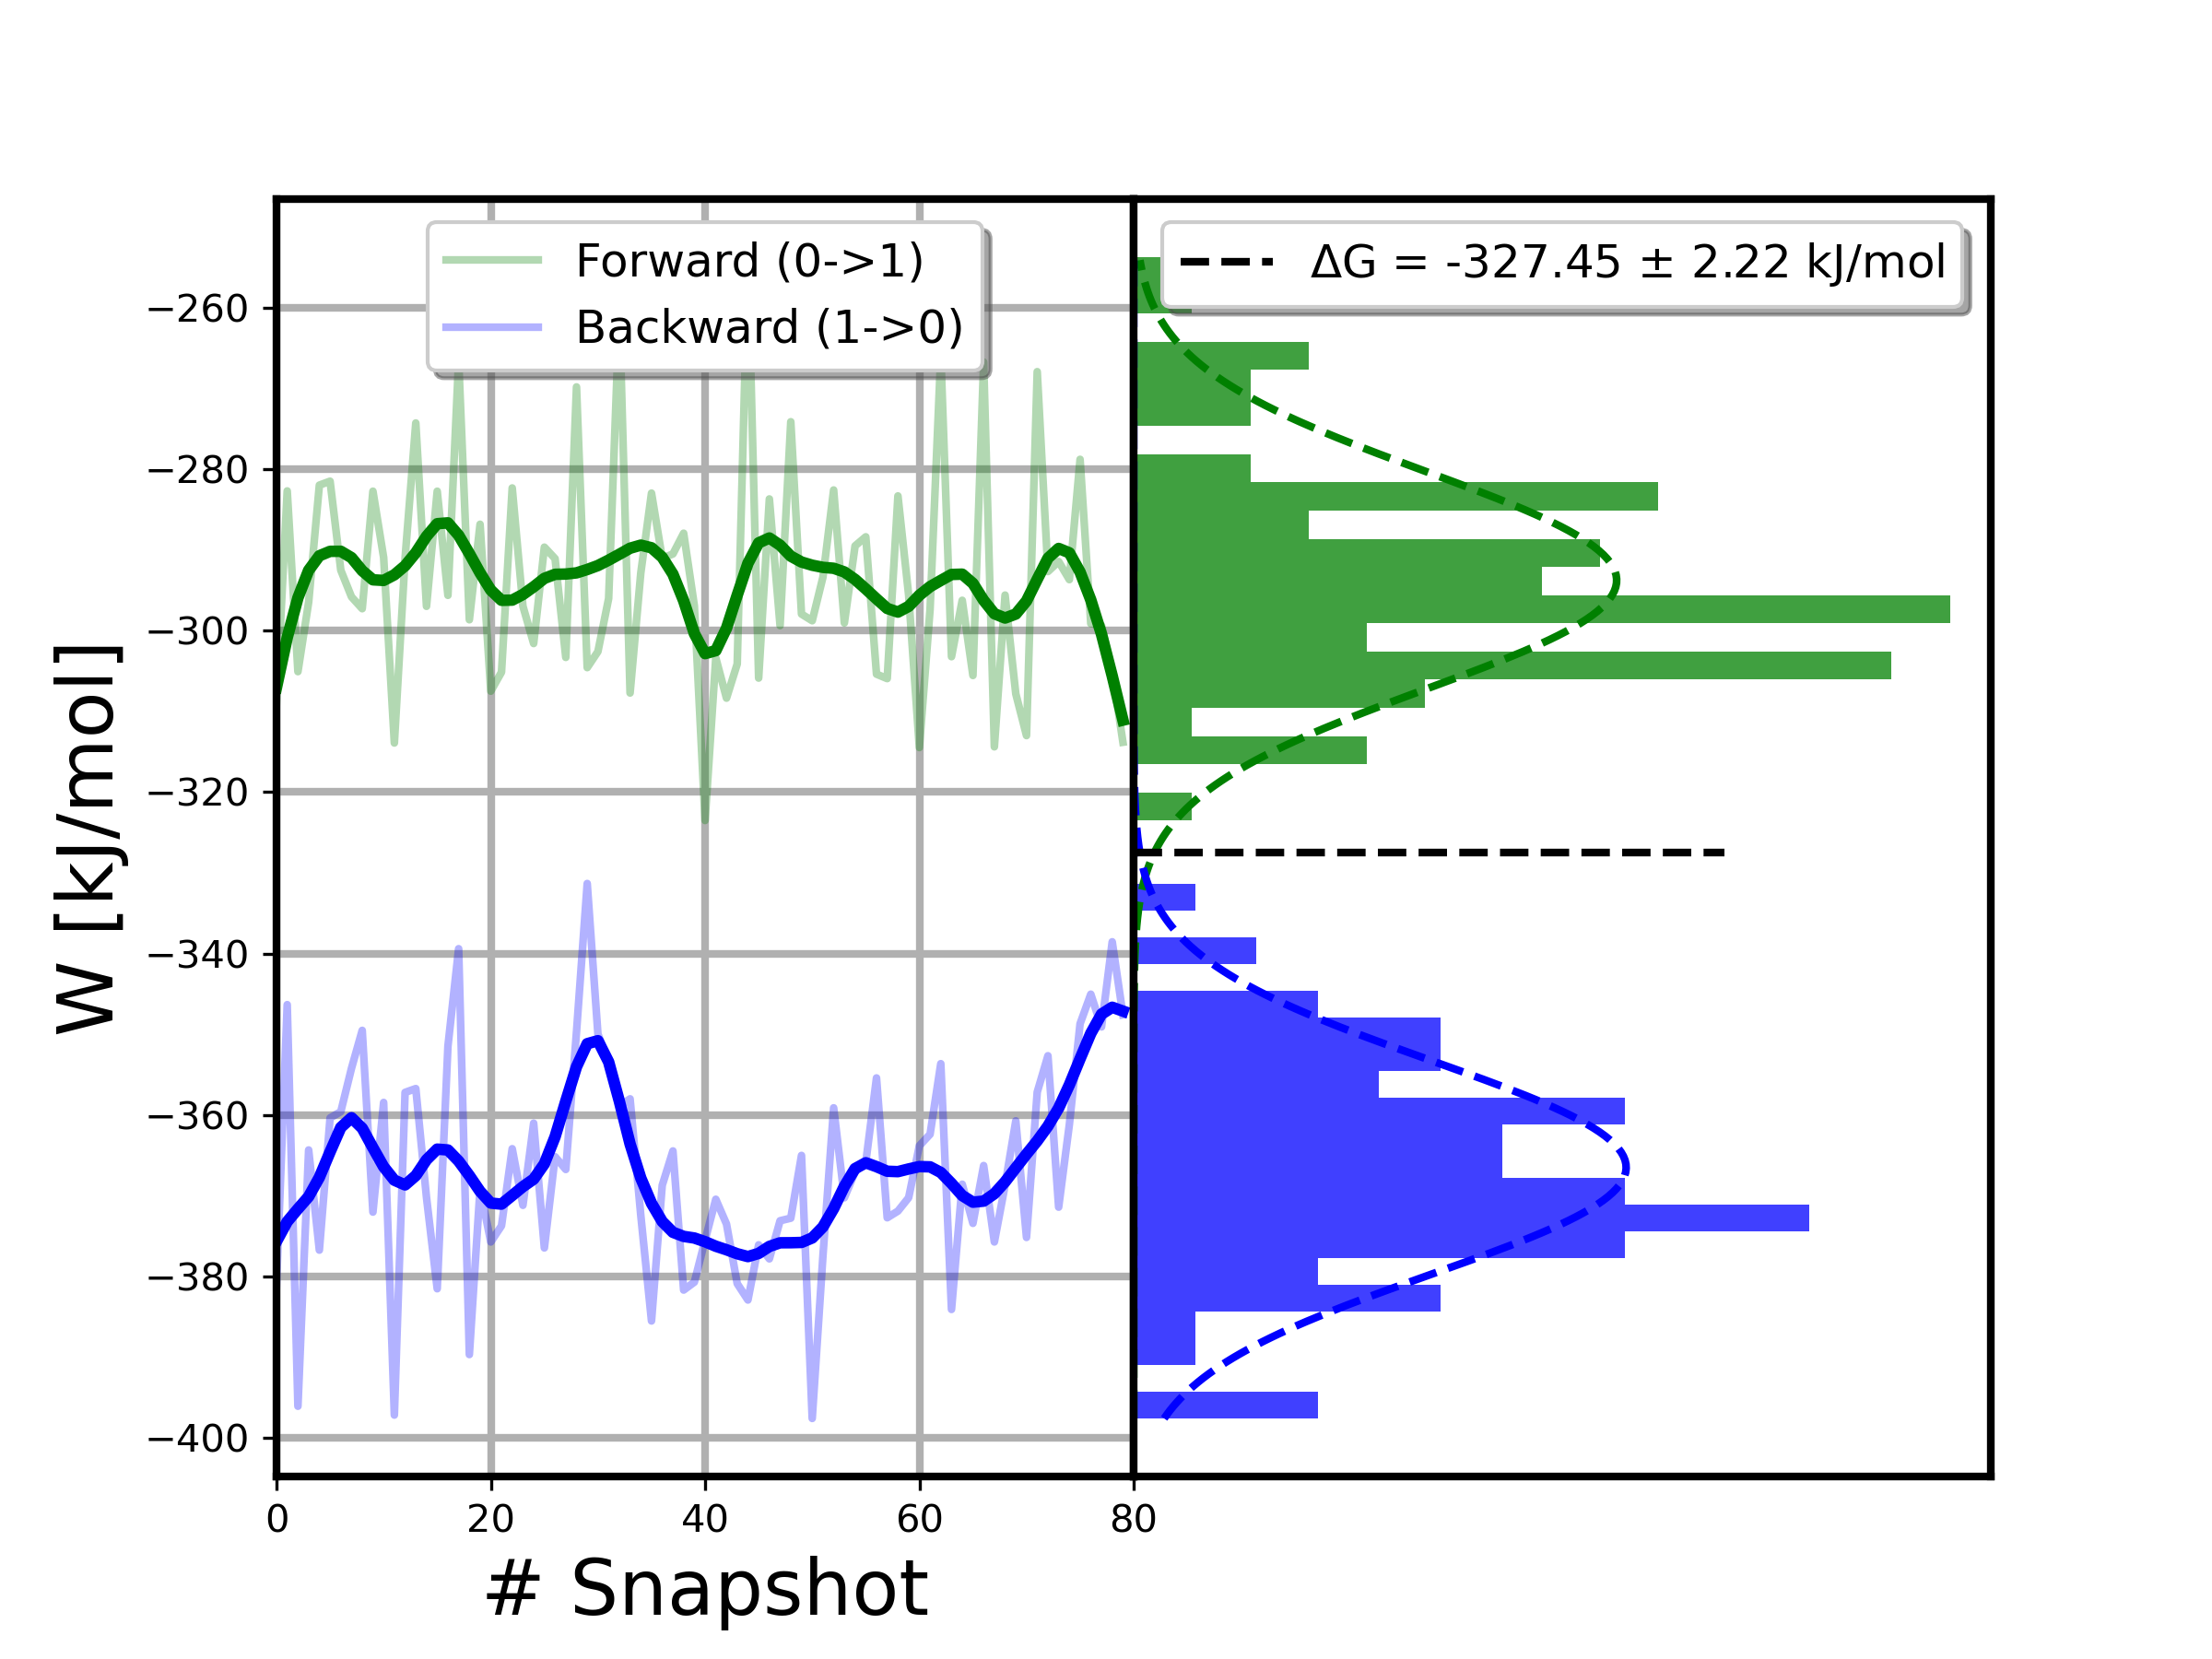 Forward (0->1)
Backward (1->0)
ΔG = -327.45 ± 2.22 kJ/mol
W [kJ/mol]
−260
−280
−300
−320
−340
−360
−380
−400
0 20 40 60 80
# Snapshot